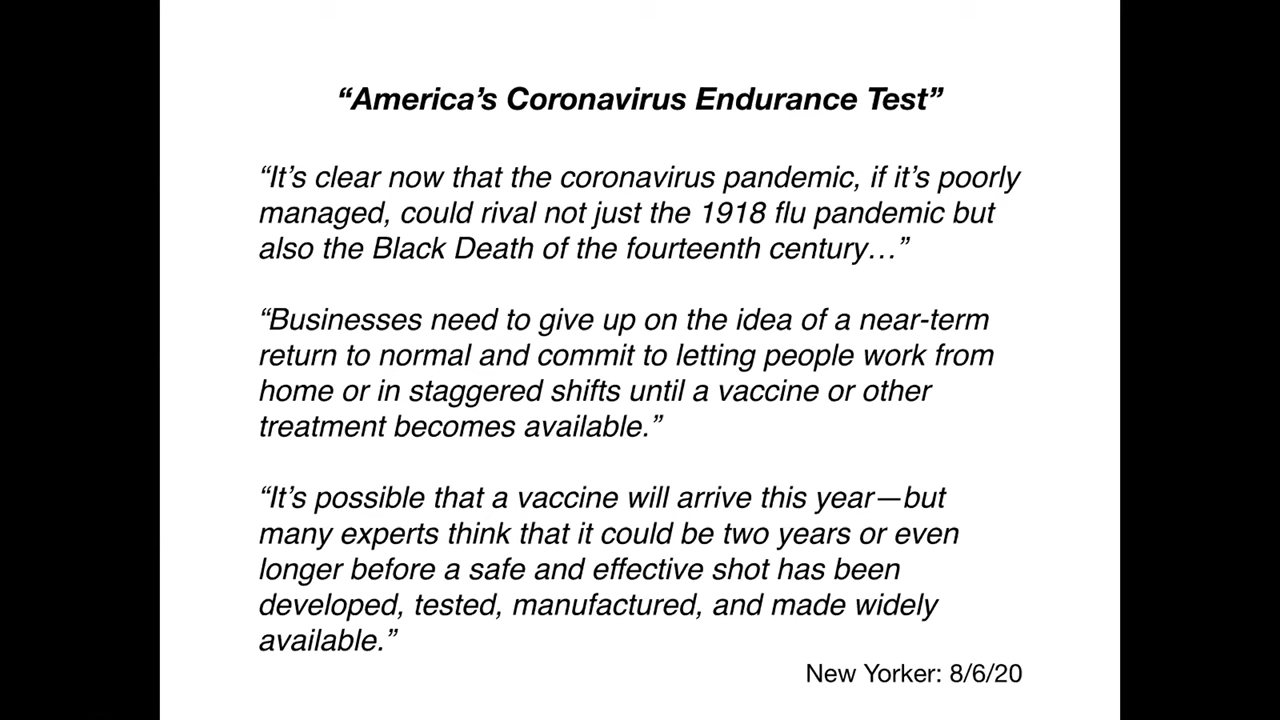 “America’s Coronavirus Endurance Test”
“It’s clear now that the coronavirus pandemic, if it’s poorly
managed, could rival not just the 1918 flu pandemic but
also the Black Death of the fourteenth century…”
“Businesses need to give up on the idea of a near-term
return to normal and commit to letting people work from
home or in staggered shifts until a vaccine or other
treatment becomes available.”
“It’s possible that a vaccine will arrive this year—but
many experts think that it could be two years or even
longer before a safe and effective shot has been
developed, tested, manufactured, and made widely
available.”
New Yorker: 8/6/20